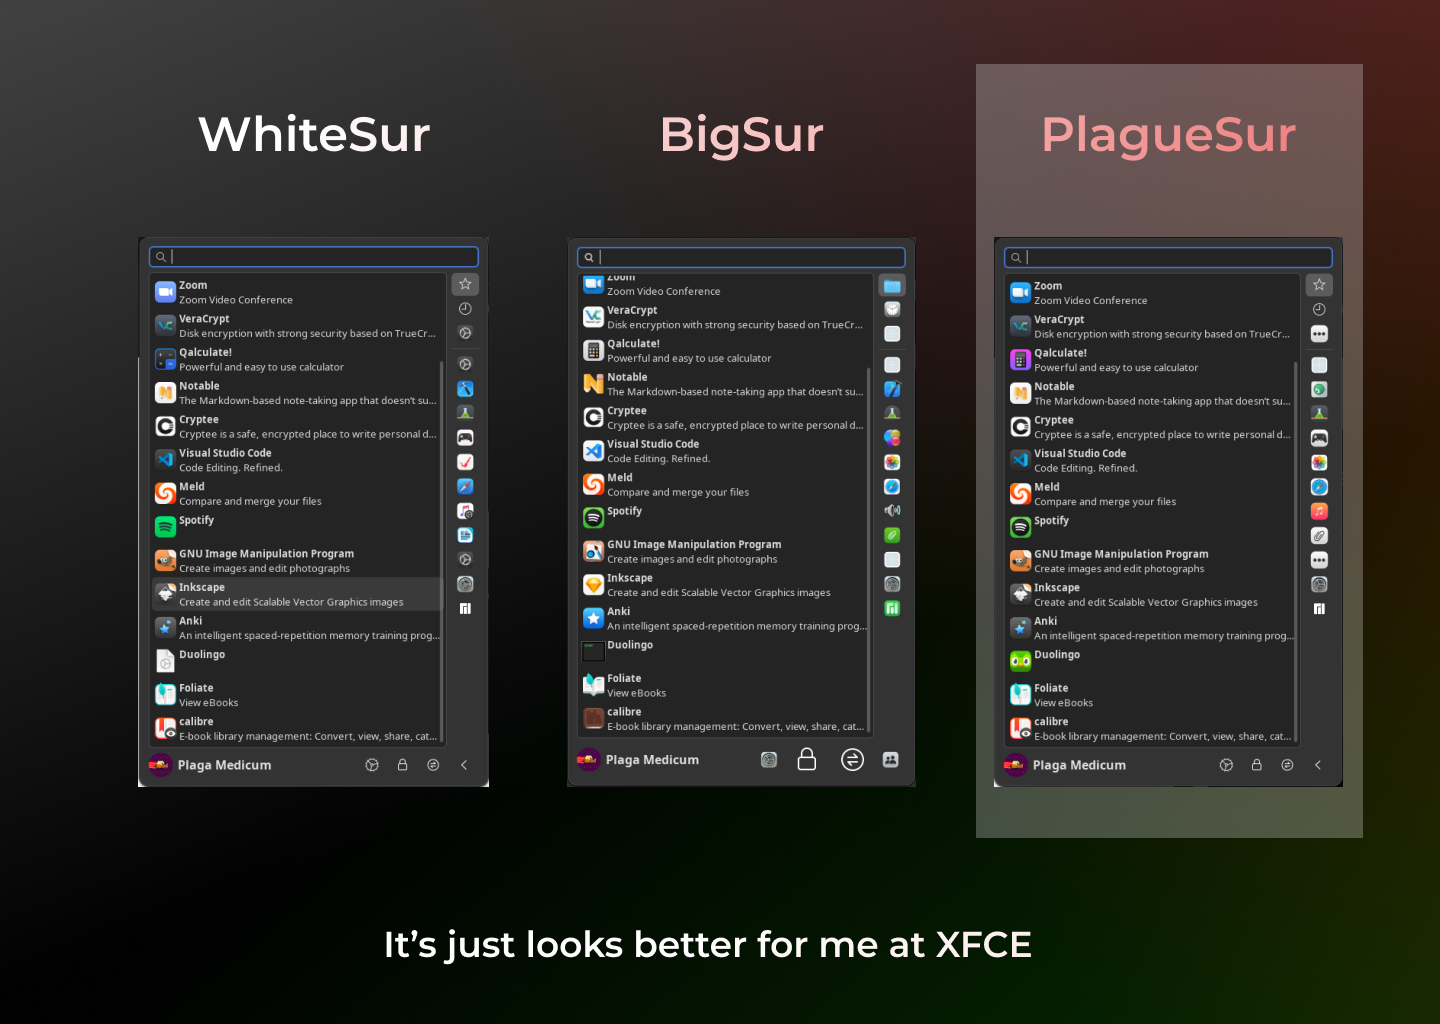 WhiteSur
BigSur
PlagueSur
Zoom
Zoom Video Conference
VeraCrypt
Disk encryption with strong security based on TrueCr...
Qalculate!
Powerful and easy to use calculator
Notable
The Markdown-based note-taking app that doesn't su...
Cryptee
Cryptee is a safe, encrypted place to write personal d...
Visual Studio Code
Code Editing. Refined.
Meld
Compare and merge your files
Spotify
GNU Image Manipulation Program
Create images and edit photographs
Inkscape
Create and edit Scalable Vector Graphics images
Anki
An intelligent spaced-repetition memory training prog...
Duolingo
Foliate
View eBooks
calibre
E-book library management: Convert, view, share, cat...
Plaga Medicum
Zoom
Zoom Video Conference
VeraCrypt
Disk encryption with strong security based on TrueCr...
Qalculate!
Powerful and easy to use calculator
Notable
The Markdown-based note-taking app that doesn't su...
Cryptee
Cryptee is a safe, encrypted place to write personal d...
Visual Studio Code
Code Editing. Refined.
Meld
Compare and merge your files
Spotify
GNU Image Manipulation Program
Create images and edit photographs
Inkscape
Create and edit Scalable Vector Graphics images
Anki
An intelligent spaced-repetition memory training prog...
Duolingo
Foliate
View eBooks
calibre
E-book library management: Convert, view, share, cat...
Plaga Medicum
Zoom
Zoom Video Conference
VeraCrypt
Disk encryption with strong security based on TrueCr...
Qalculate!
Powerful and easy to use calculator
Notable
The Markdown-based note-taking app that doesn't su...
Cryptee
Cryptee is a safe, encrypted place to write personal d...
Visual Studio Code
Code Editing. Refined.
Meld
Compare and merge your files
Spotify
GNU Image Manipulation Program
Create images and edit photographs
Inkscape
Create and edit Scalable Vector Graphics images
Anki
An intelligent spaced-repetition memory training prog...
Duolingo
Foliate
View eBooks
calibre
E-book library management: Convert, view, share, cat...
Plaga Medicum
It's just looks better for me at XFCE